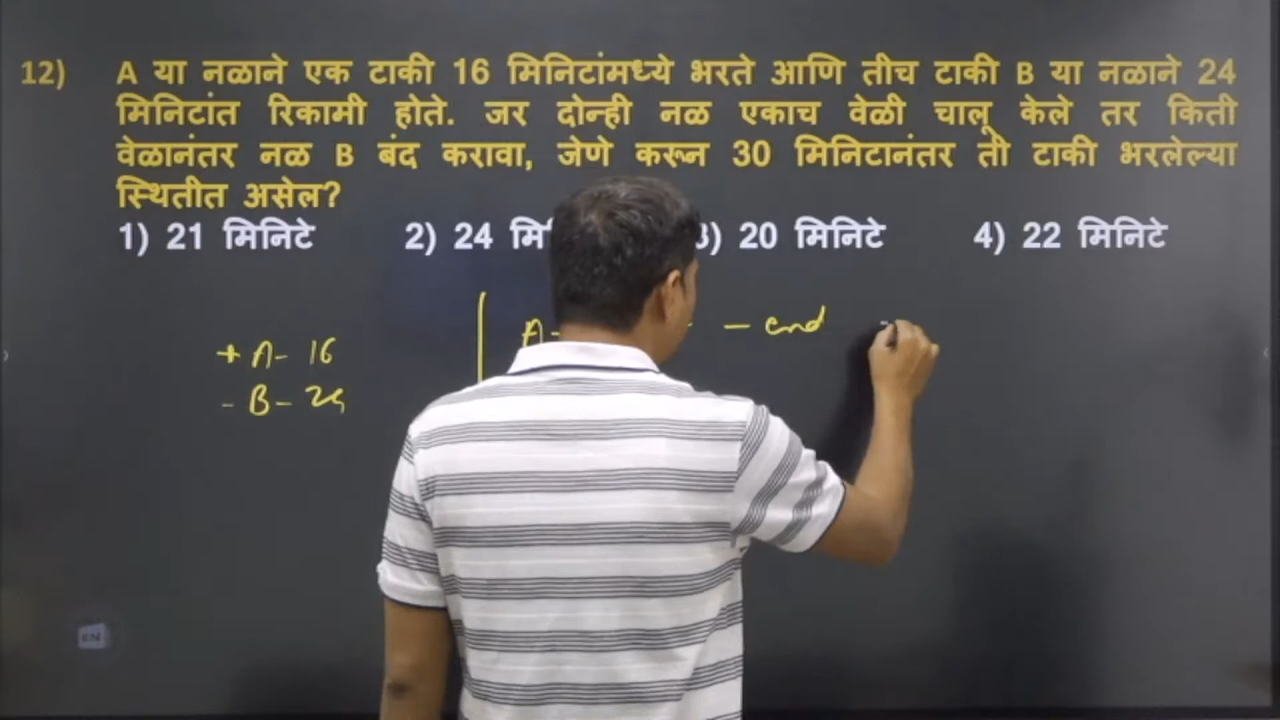 12) A या नळाने एक टाकी 16 मिनिटांमध्ये भरते आणि तीच टाकी B या नळाने 24
मिनिटांत रिकामी होते. जर दोन्ही नळ एकाच वेळी चालू केले तर किती
वेळानंतर नळ B बंद करावा, जेणे करून 30 मिनिटानंतर ती टाकी भरलेल्या
स्थितीत असेल?
1) 21 मिनिटे 2) 24 मि 3) 20 मिनिटे 4) 22 मिनिटे
A- - end
+ A- 16
- B- 24
EN